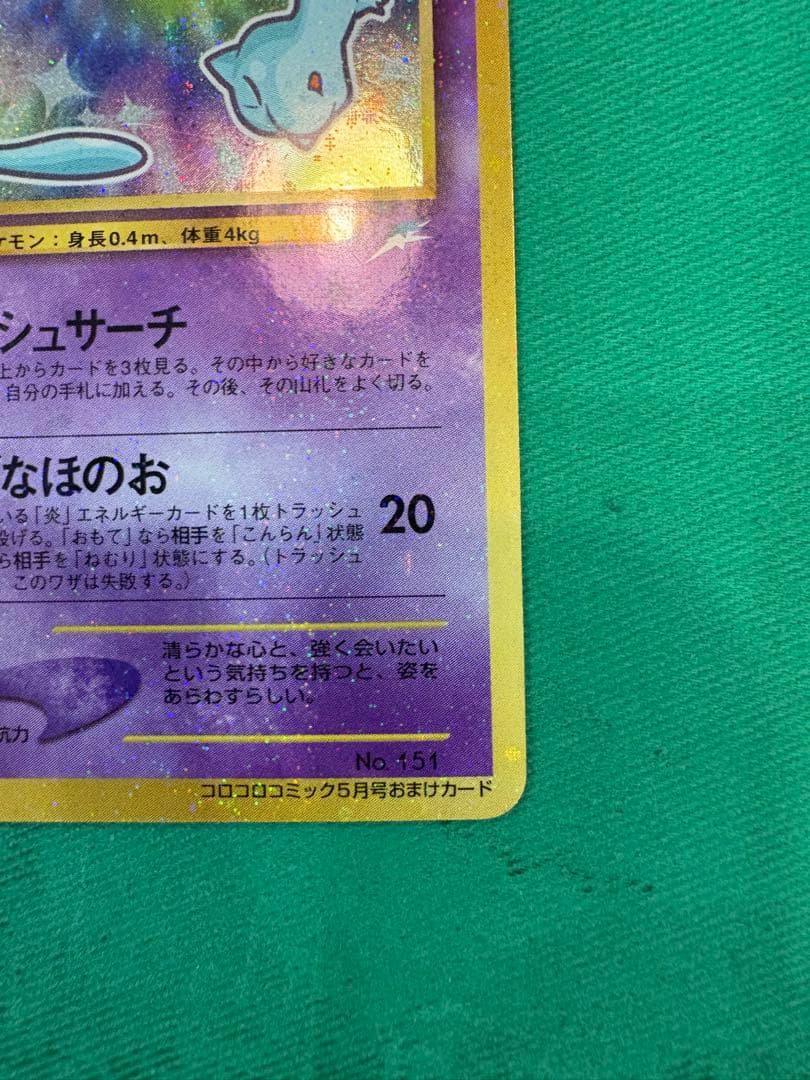 ケモン：身長0.4m、体重4kg
シュサーチ
上からカードを3枚見る。その中から好きなカードを
自分の手札に加える。その後、その山札をよく切る。
なほのお
いる「炎」エネルギーカードを1枚トラッシュ
投げる。「おもて」なら相手を「こんらん」状態
ら相手を「ねむり」状態にする。（トラッシュ
このワザは失敗する。）
20
清らかな心と、強く会いたい
という気持ちを持つと、姿を
あらわすらしい。
抗力
No. 151
コロコロコミック5月号おまけカード